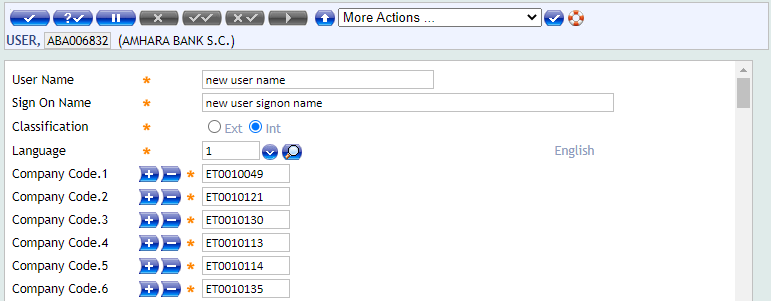 More Actions ...
USER, ABA006832 (AMHARA BANK S.C.)
User Name * new user name
Sign On Name * new user signon name
Classification * Ext Int
Language * 1 English
Company Code.1 + - * ET0010049
Company Code.2 + - * ET0010121
Company Code.3 + - * ET0010130
Company Code.4 + - * ET0010113
Company Code.5 + - * ET0010114
Company Code.6 + - * ET0010135